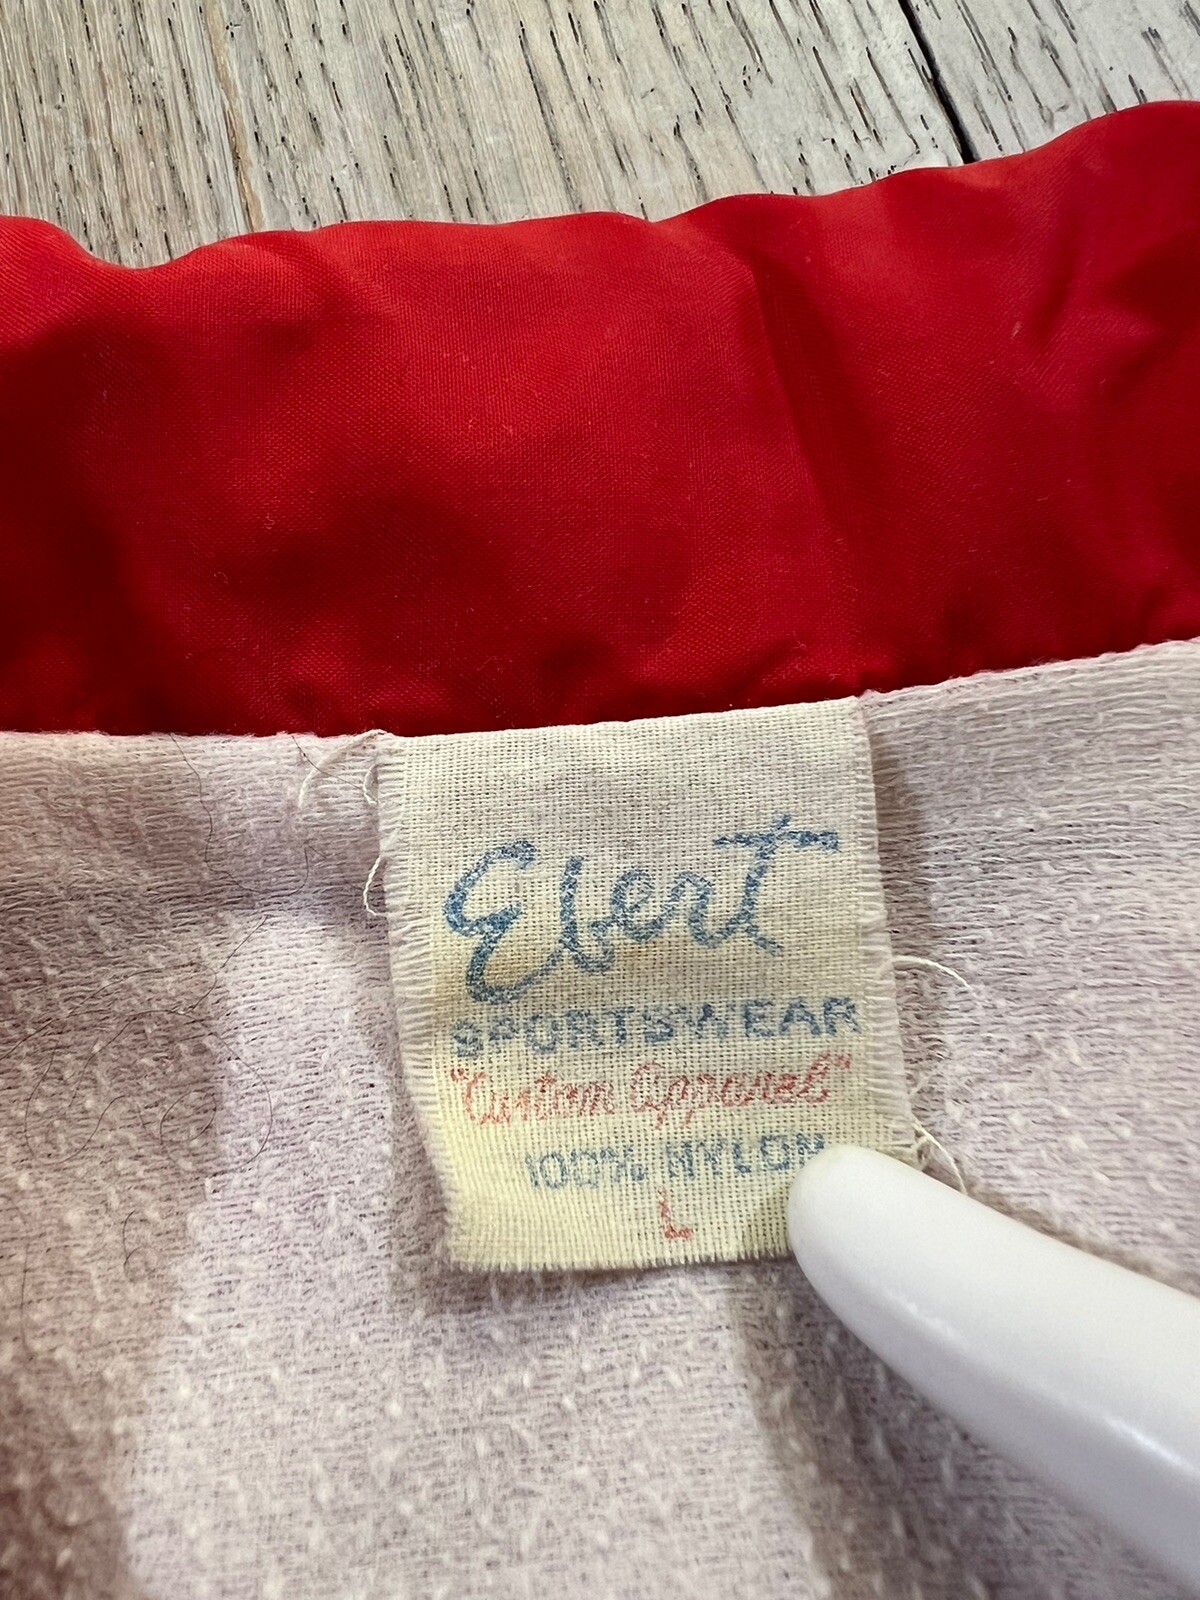 Ebert
SPORTSWEAR
"Custom Apparel"
100% NYLON
L